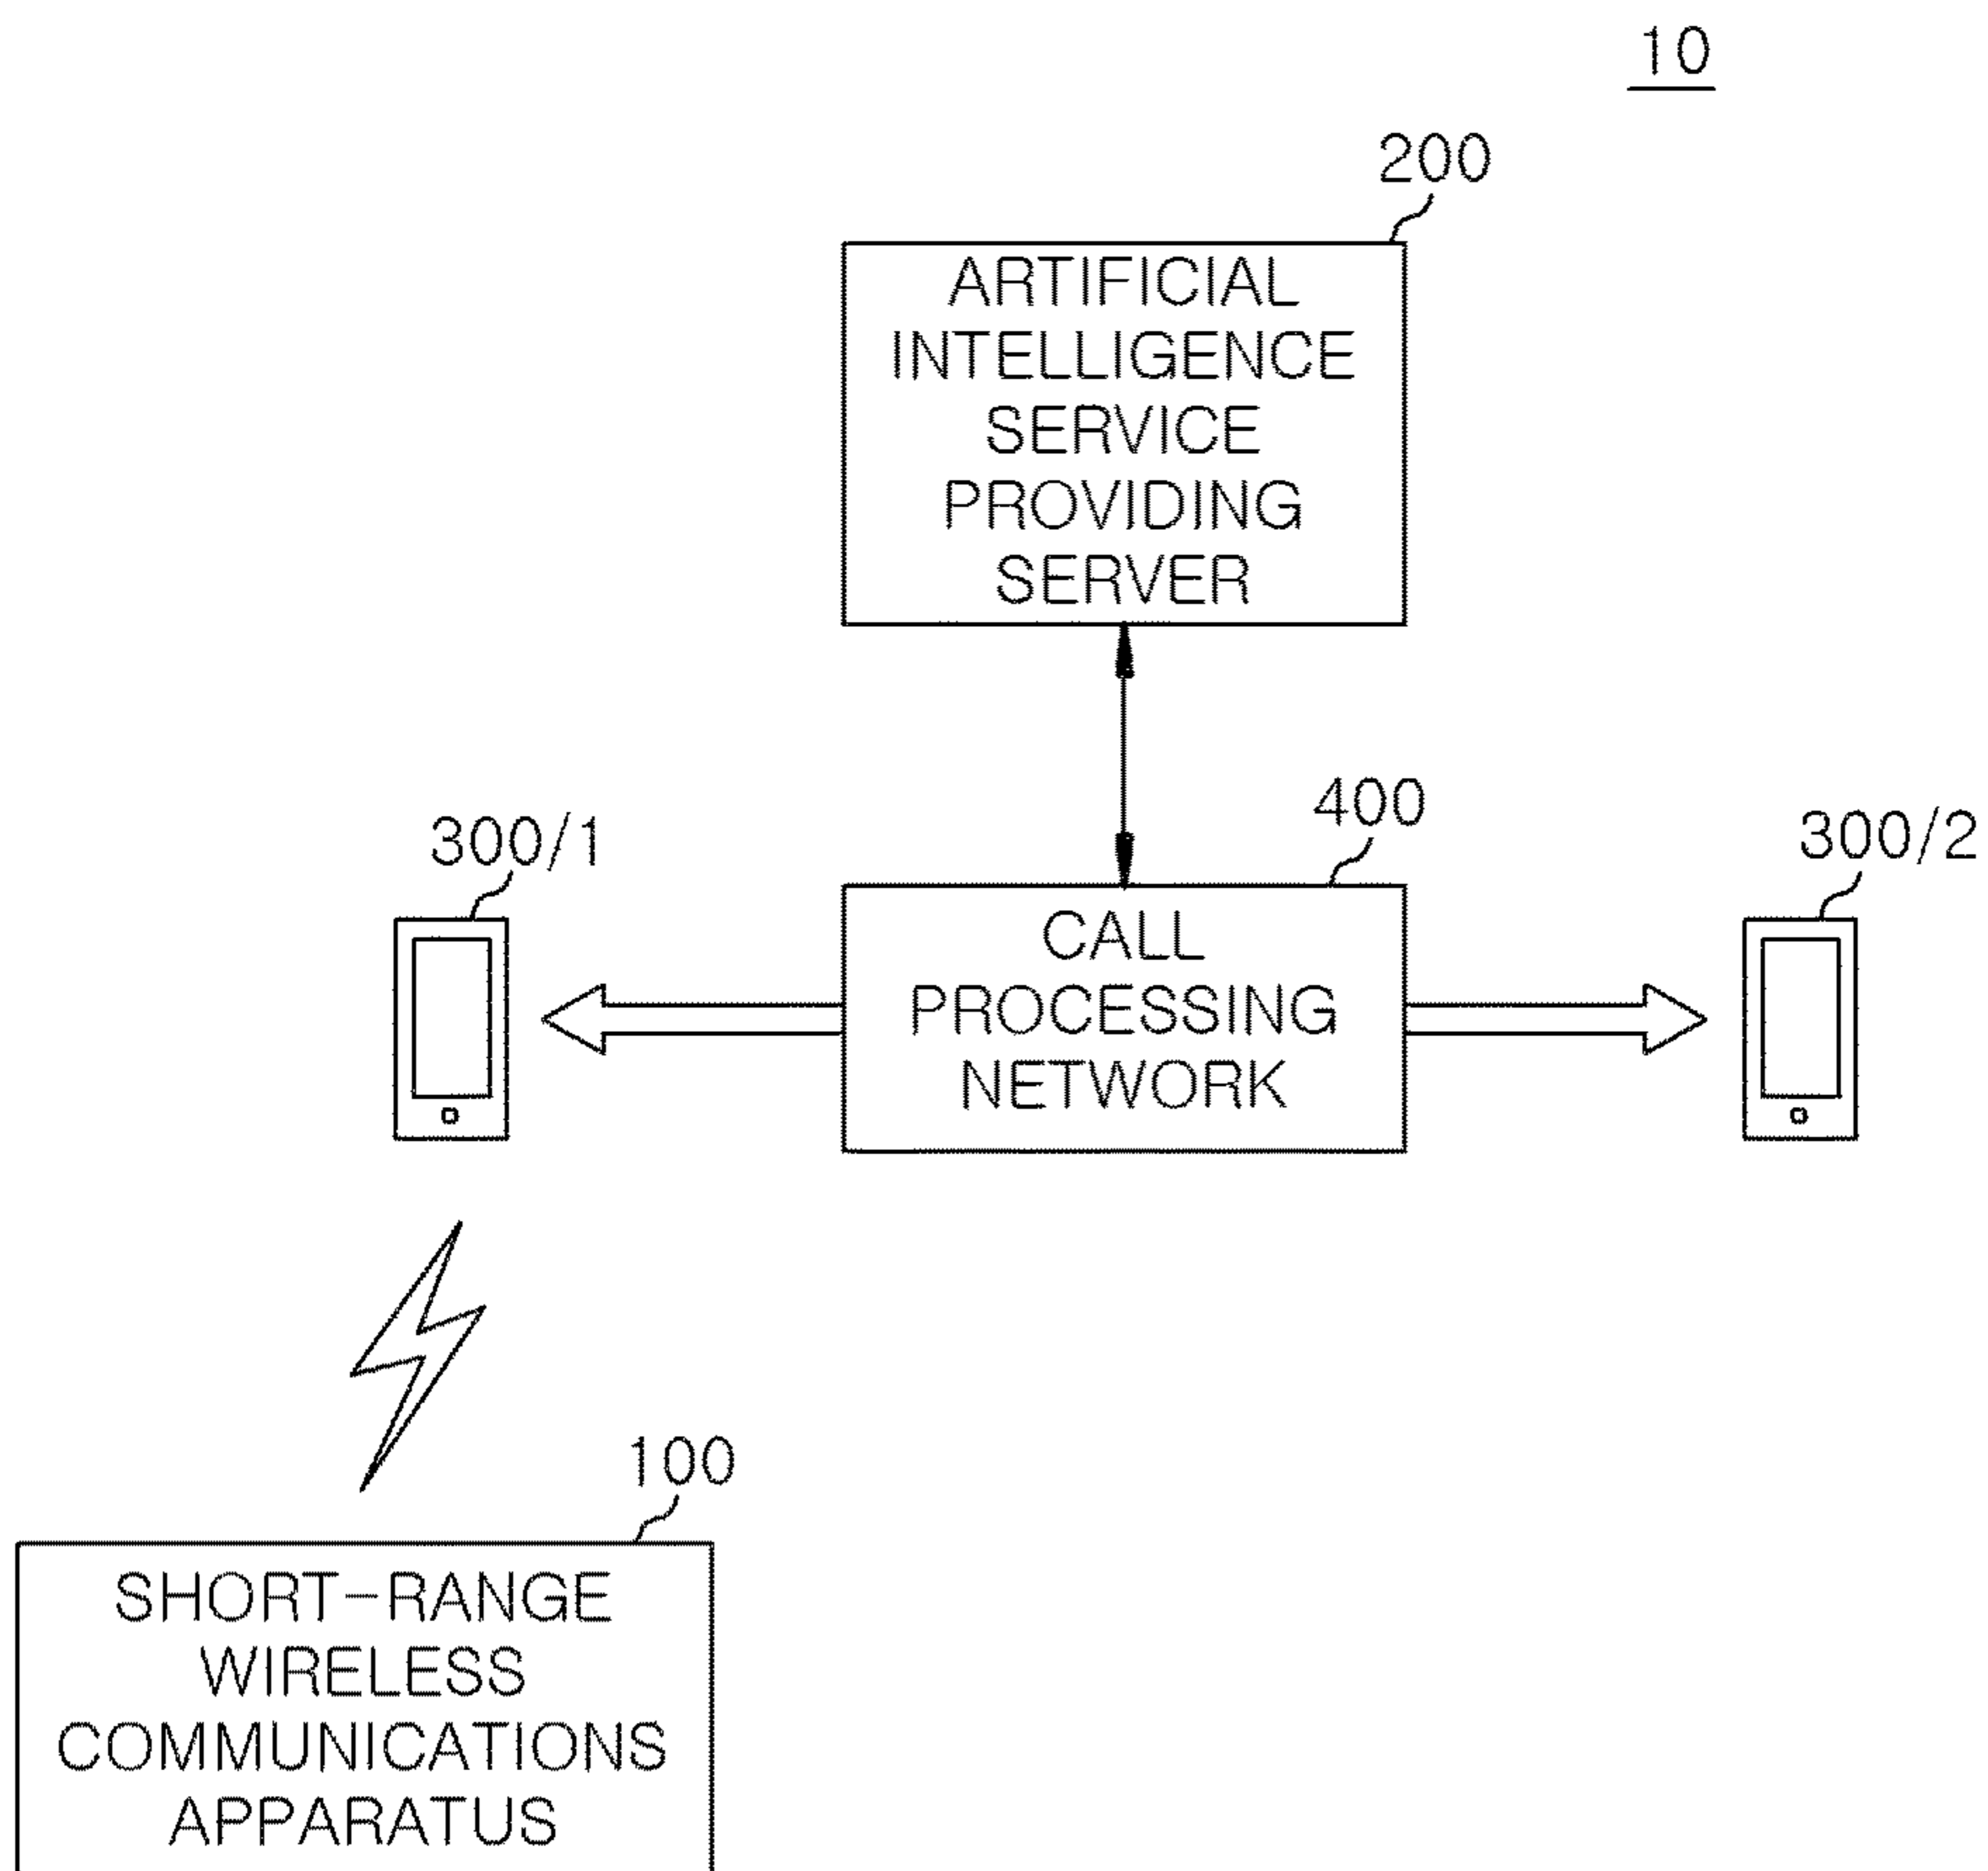 10
200
ARTIFICIAL
INTELLIGENCE
SERVICE
PROVIDING
SERVER
300/1
400
300/2
CALL
PROCESSING
NETWORK
100
SHORT-RANGE
WIRELESS
COMMUNICATIONS
APPARATUS